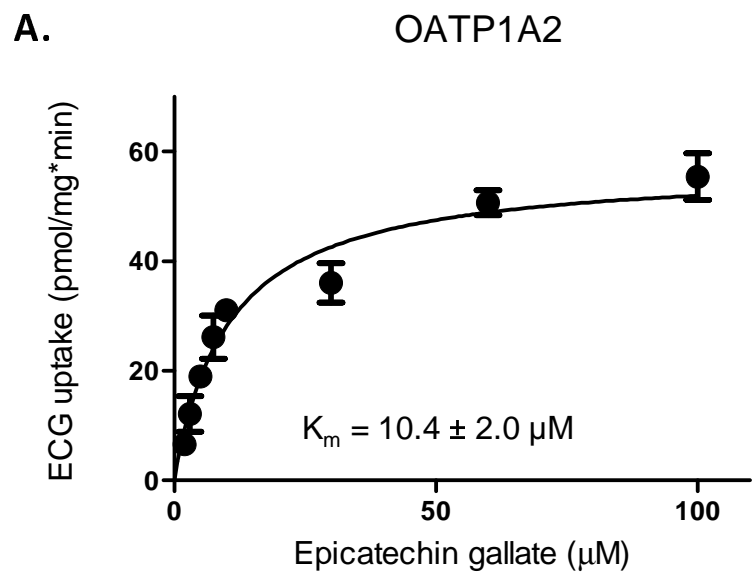 A.
OATP1A2
ECG uptake (pmol/mg*min)
60
40
20
0
Km = 10.4 ± 2.0 µM
0
50
100
Epicatechin gallate (µM)